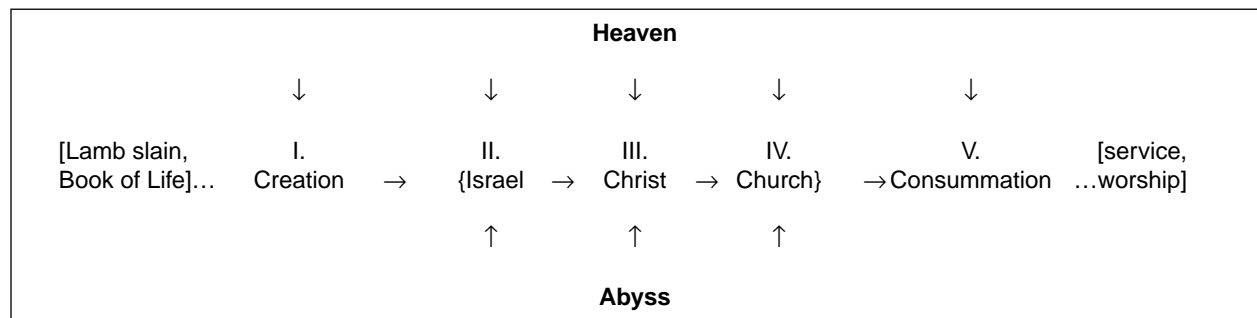 Heaven
↓ ↓ ↓ ↓ ↓
[Lamb slain, I. II. III. IV. V. [service,
Book of Life]… Creation → {Israel → Christ → Church} →Consummation …worship]
↑ ↑ ↑
Abyss